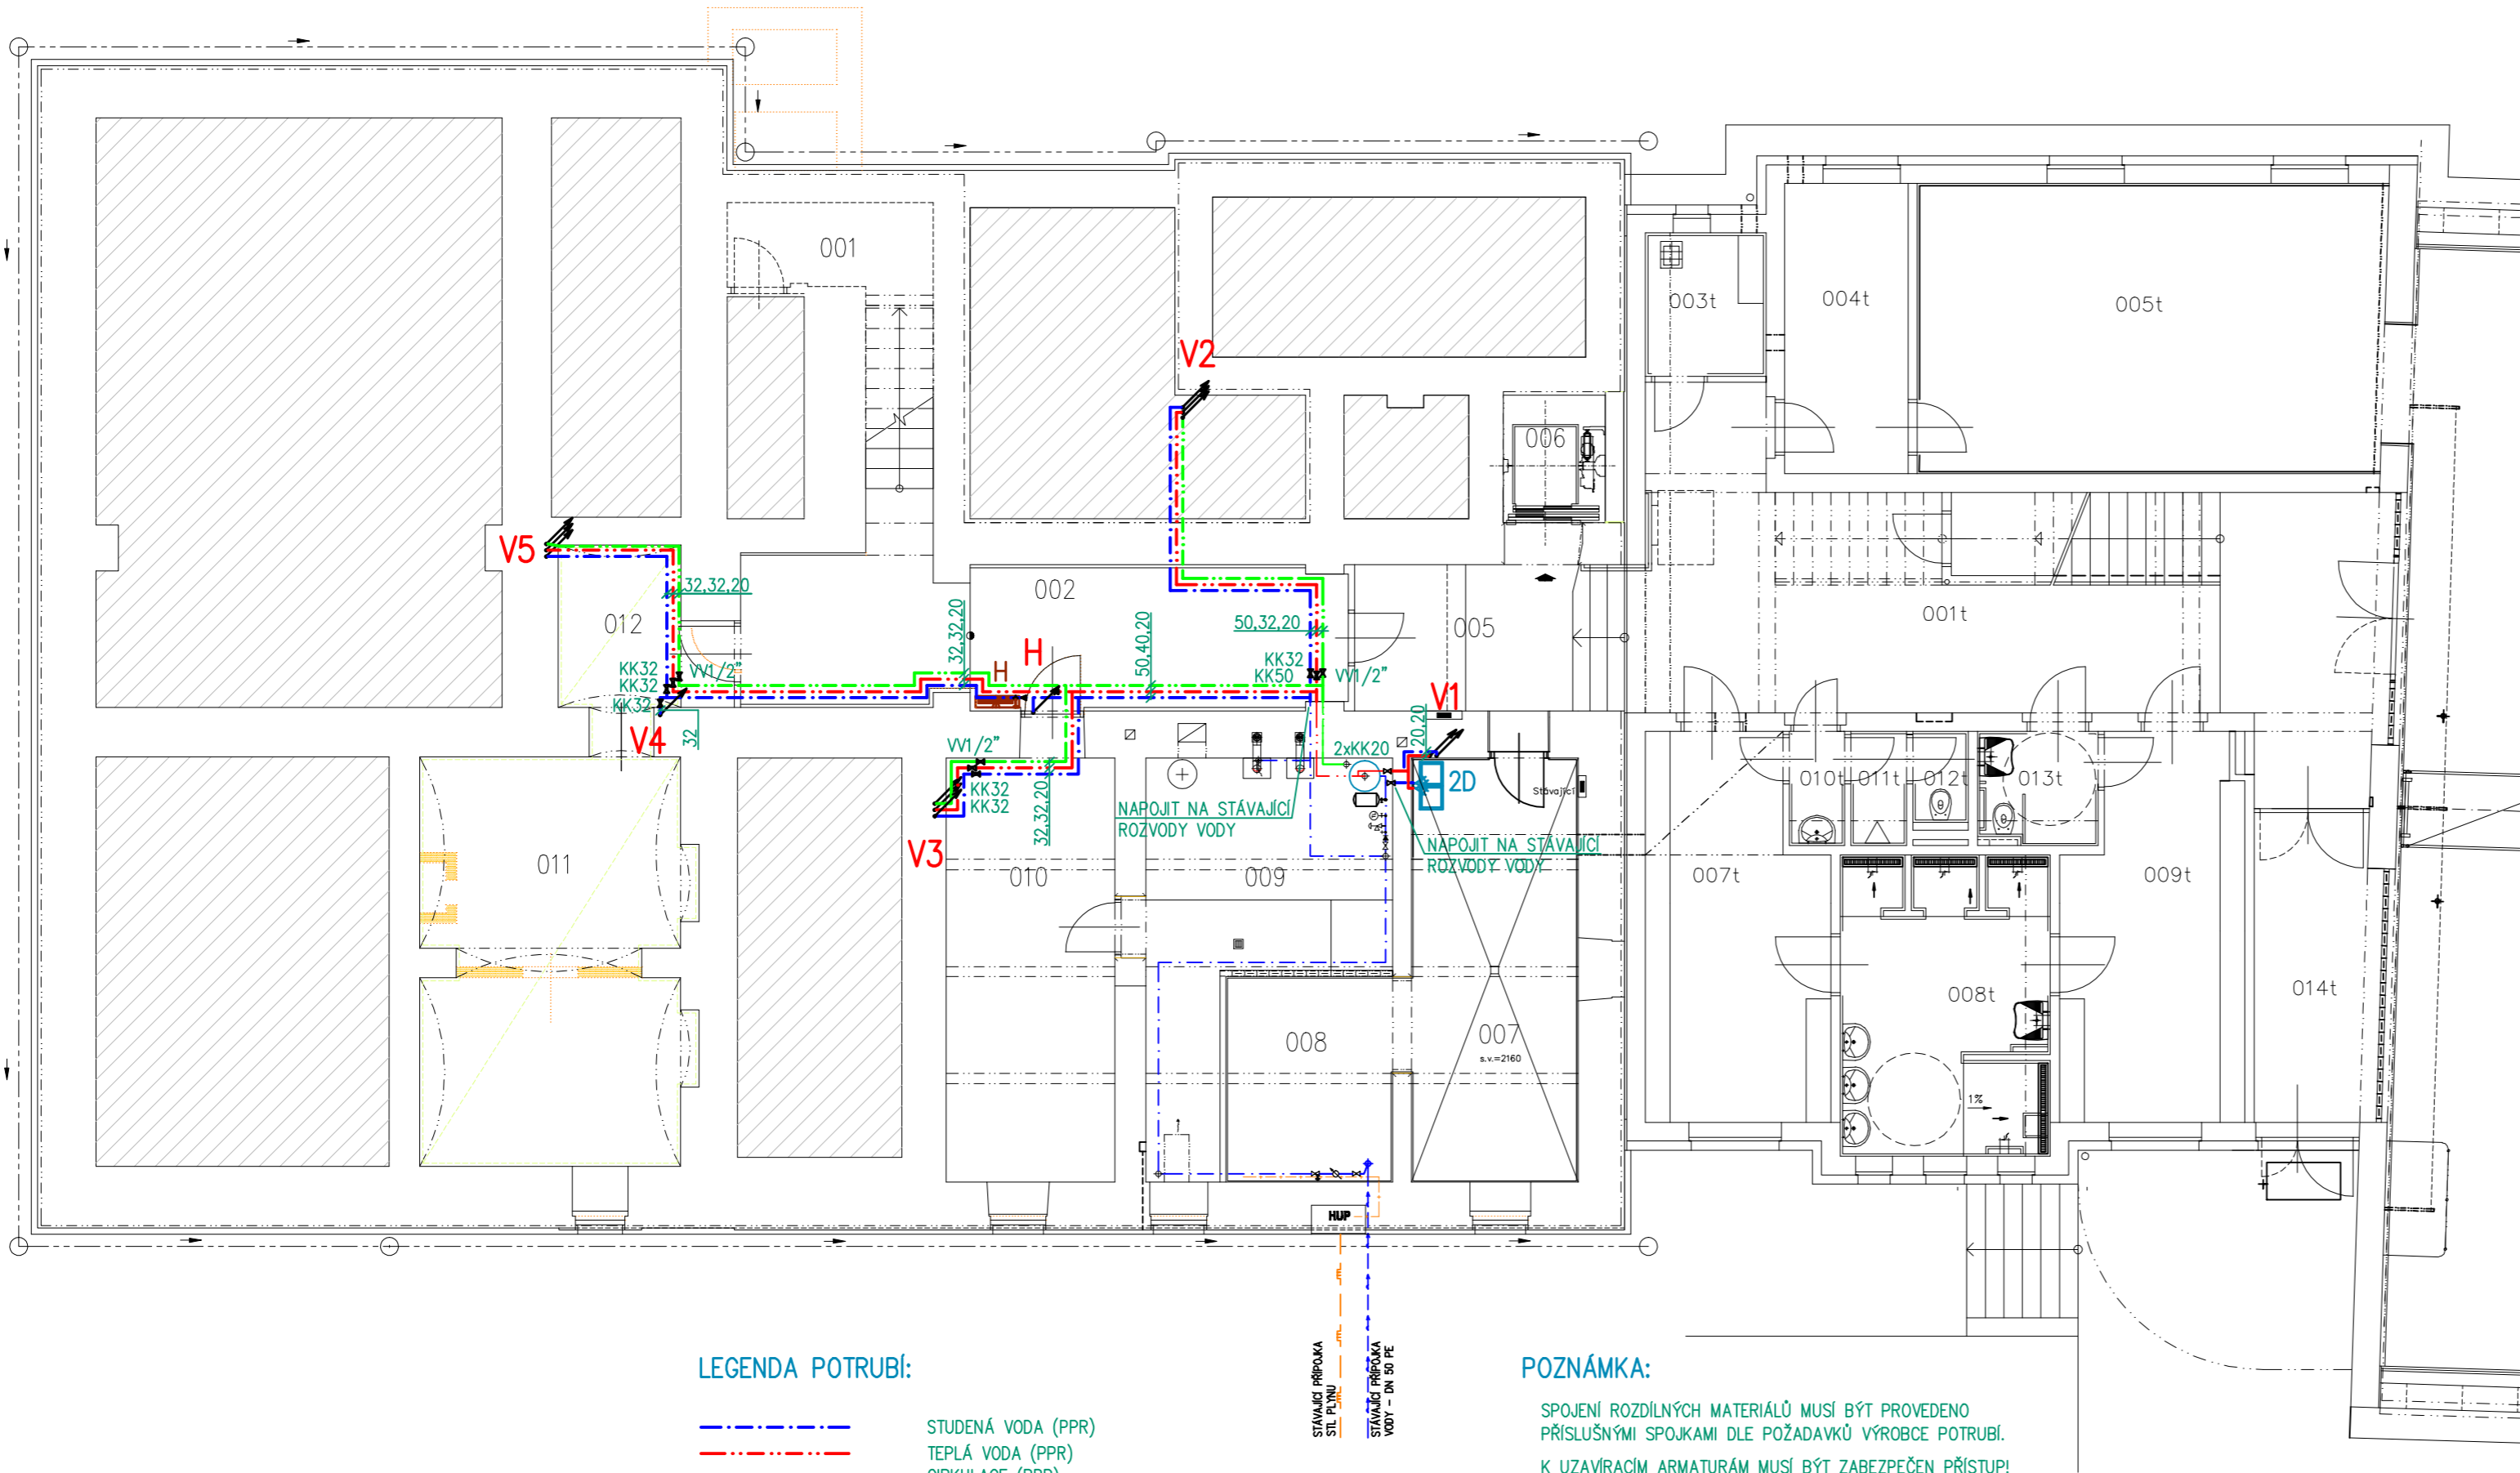 001
V2
003t
004t
005t
006
V5
32,32,20
012
002
32,32,20
H
H
50,40,20
50,32,20
005
001t
KK32
KK32
VV1/2"
KK32
V4
32
KK32
KK50
VV1/2"
V1
20,20
2xKK20
2D
Stávající
VV1/2"
KK32
KK32
32,32,20
V3
NAPOJIT NA STÁVAJÍCÍ
ROZVODY VODY
NAPOJIT NA STÁVAJÍCÍ
ROZVODY VODY
010t
011t
012t
013t
011
010
009
007t
009t
008
007
s.v.=2160
008t
014t
1%
HUP
STÁVAJÍCÍ PŘÍPOJKA
STL PLYNU
STÁVAJÍCÍ PŘÍPOJKA
VODY – DN 50 PE
LEGENDA POTRUBÍ:
STUDENÁ VODA (PPR)
TEPLÁ VODA (PPR)
CIRKULACE (PPR)
POZNÁMKA:
SPOJENÍ ROZDÍLNÝCH MATERIÁLŮ MUSÍ BÝT PROVEDENO
PŘÍSLUŠNÝMI SPOJKAMI DLE POŽADAVKŮ VÝROBCE POTRUBÍ.
K UZAVÍRACÍM ARMATURÁM MUSÍ BÝT ZABEZPEČEN PŘÍSTUP!